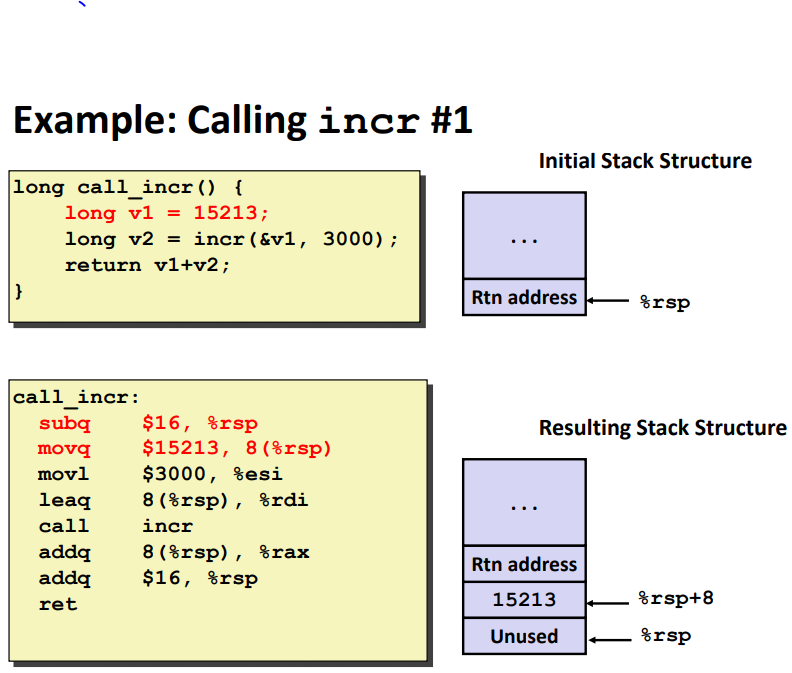 Example: Calling incr #1
long call_incr() {
    long v1 = 15213;
    long v2 = incr(&v1, 3000);
    return v1+v2;
}
Initial Stack Structure
...
Rtn address
%rsp
call_incr:
  subq    $16, %rsp
  movq    $15213, 8(%rsp)
  movl    $3000, %esi
  leaq    8(%rsp), %rdi
  call    incr
  addq    8(%rsp), %rax
  addq    $16, %rsp
  ret
Resulting Stack Structure
...
Rtn address
15213
%rsp+8
Unused
%rsp